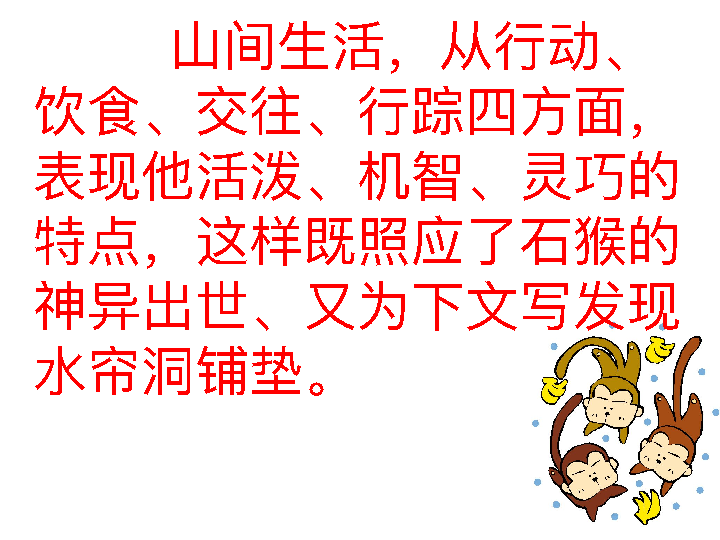 山间生活，从行动、
饮食、交往、行踪四方面，
表现他活泼、机智、灵巧的
特点，这样既照应了石猴的
神异出世、又为下文写发现
水帘洞铺垫。